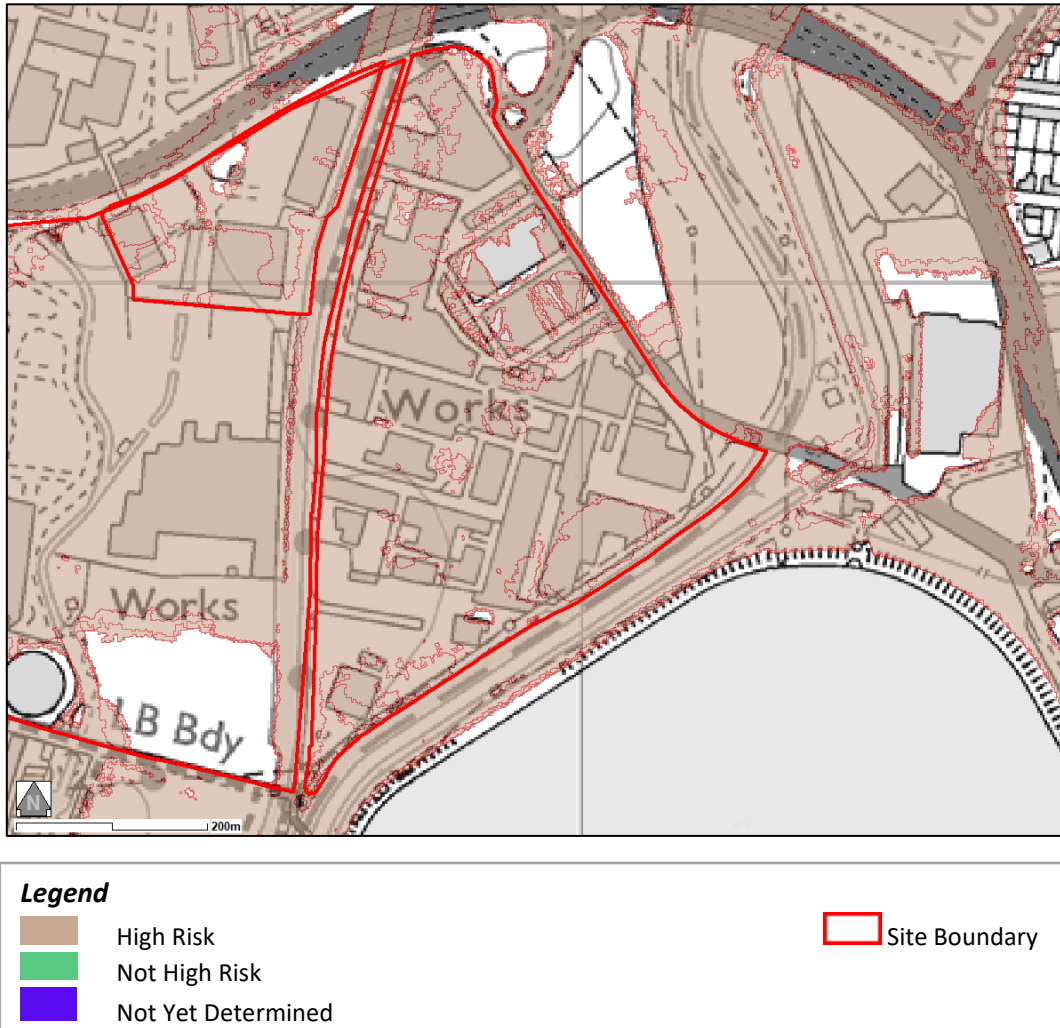 A-10
Works
Works
LB Bdy
N
200m
Legend
High Risk
Not High Risk
Not Yet Determined
Site Boundary